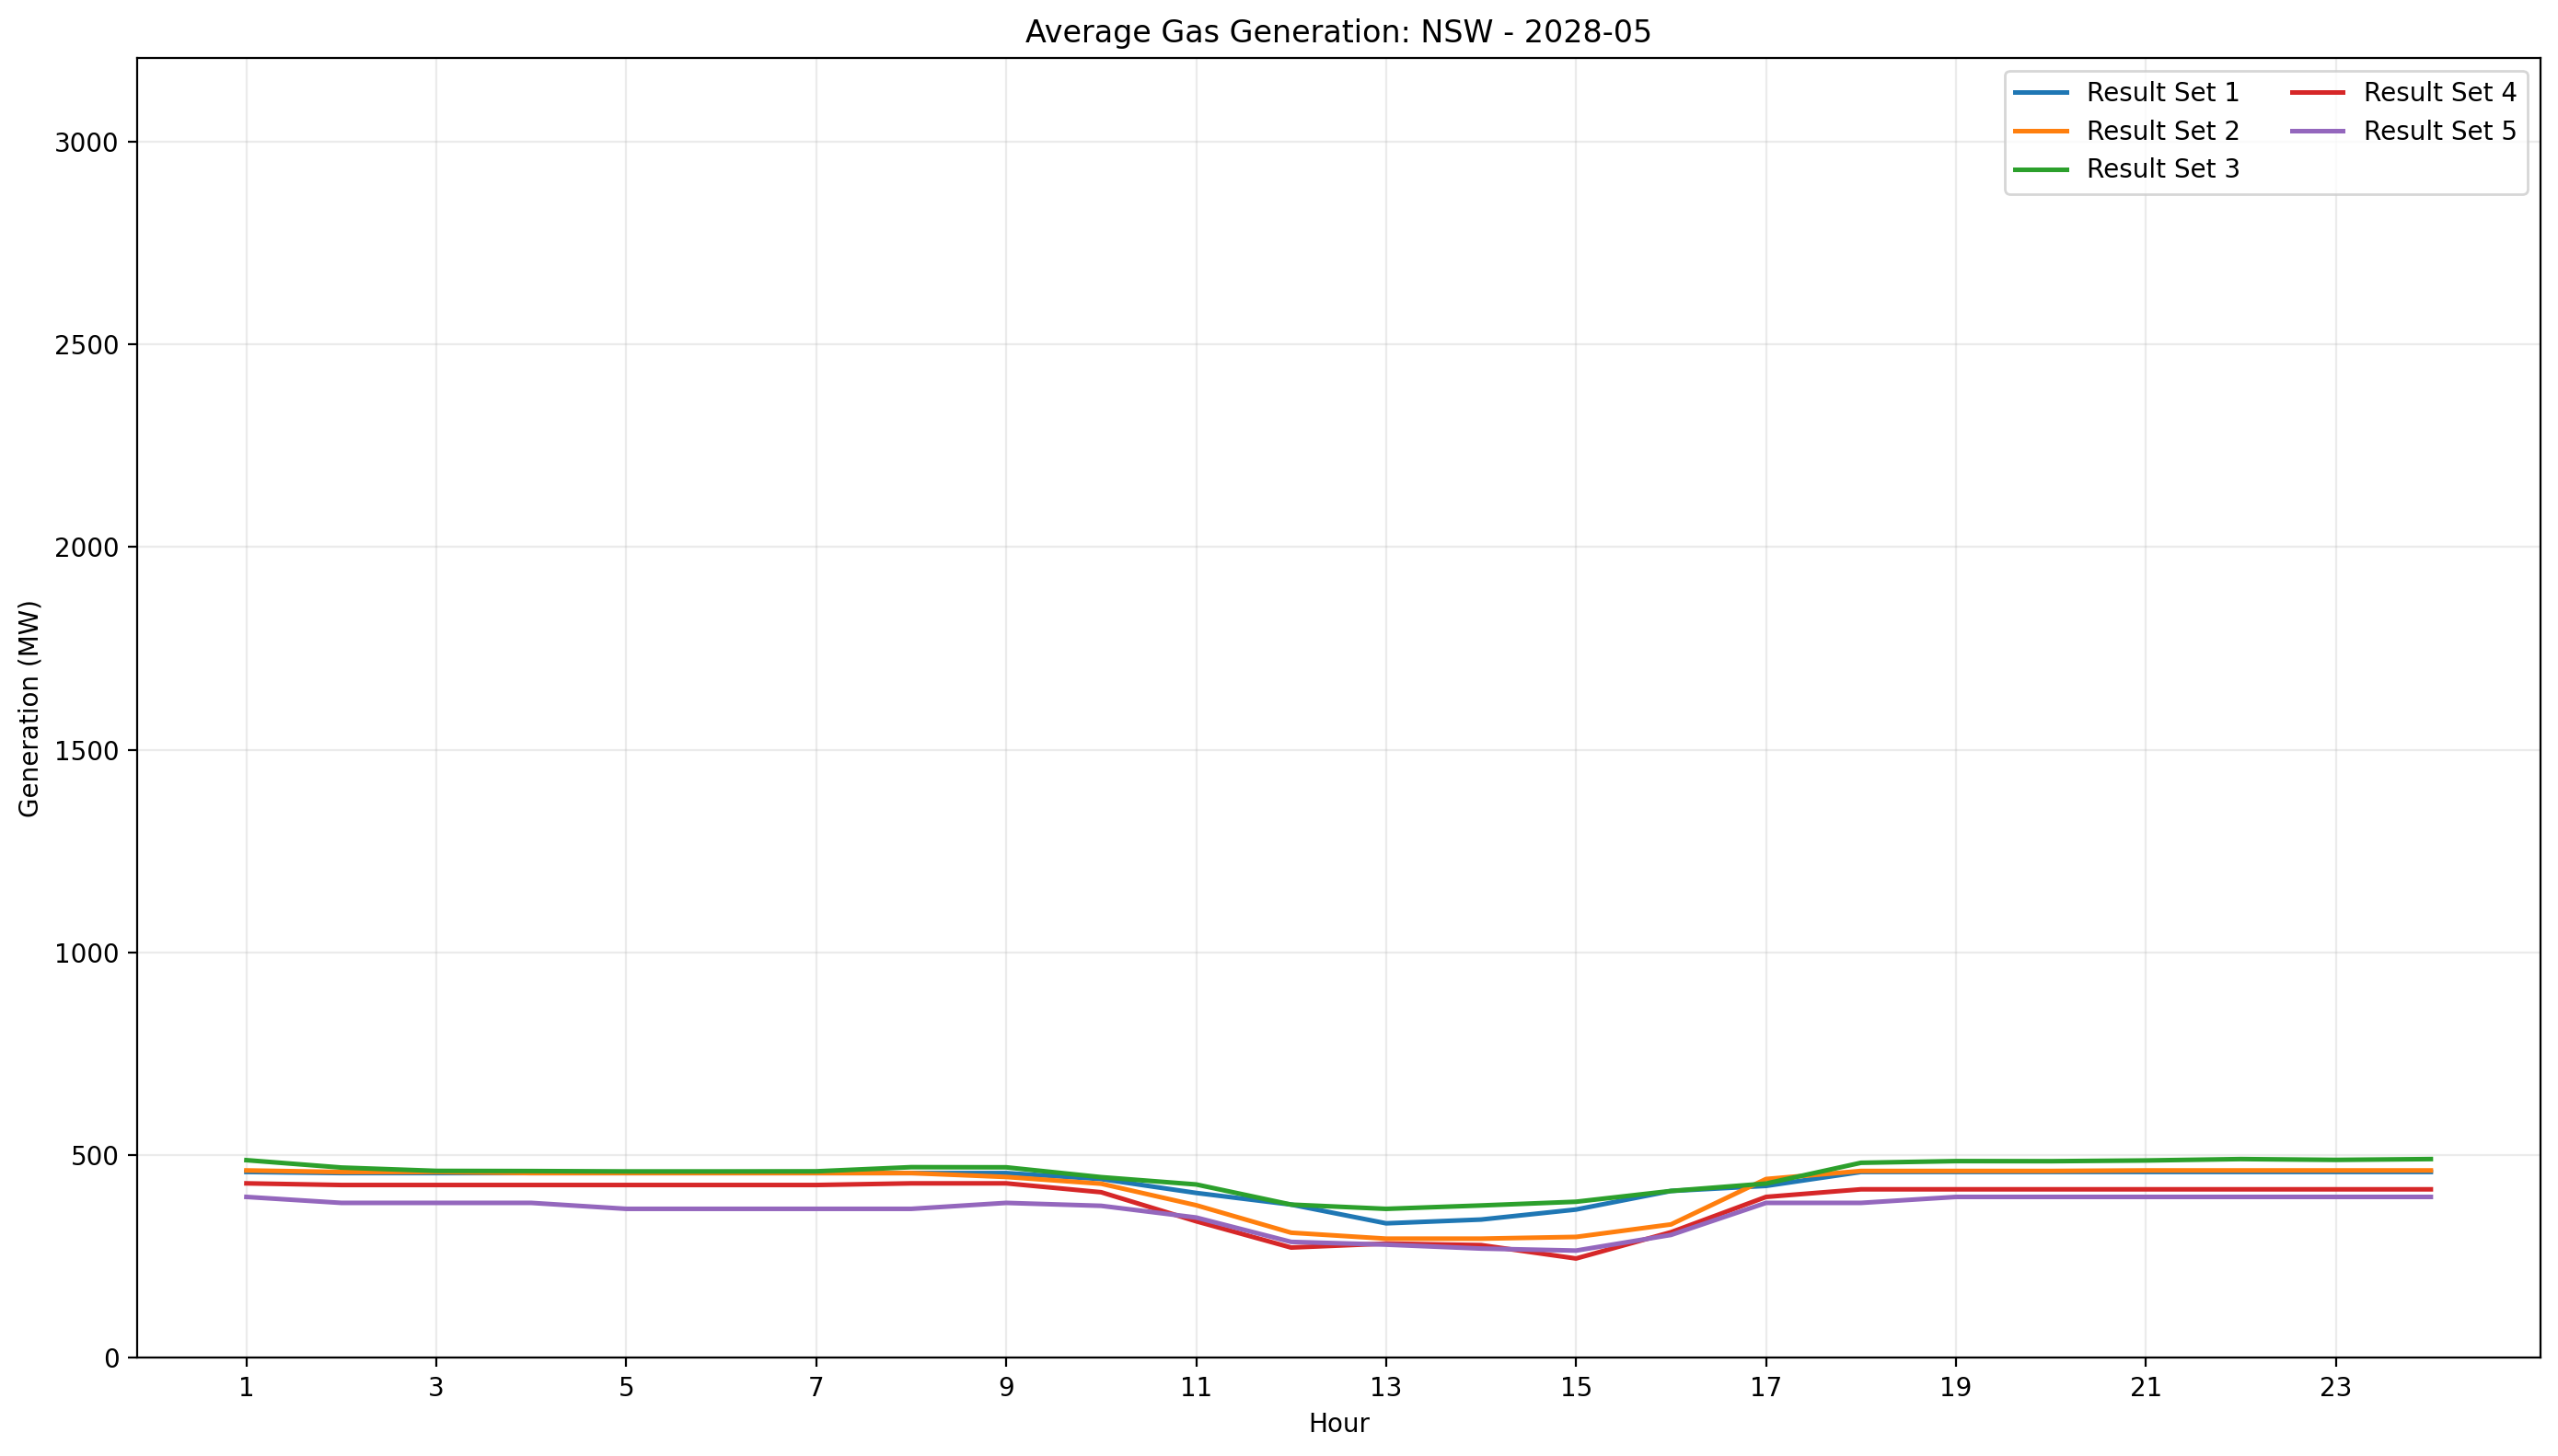 Average Gas Generation: NSW - 2028-05
Result Set 1
Result Set 2
Result Set 3
Result Set 4
Result Set 5
Generation (MW)
3000
2500
2000
1500
1000
500
0
1 3 5 7 9 11 13 15 17 19 21 23
Hour